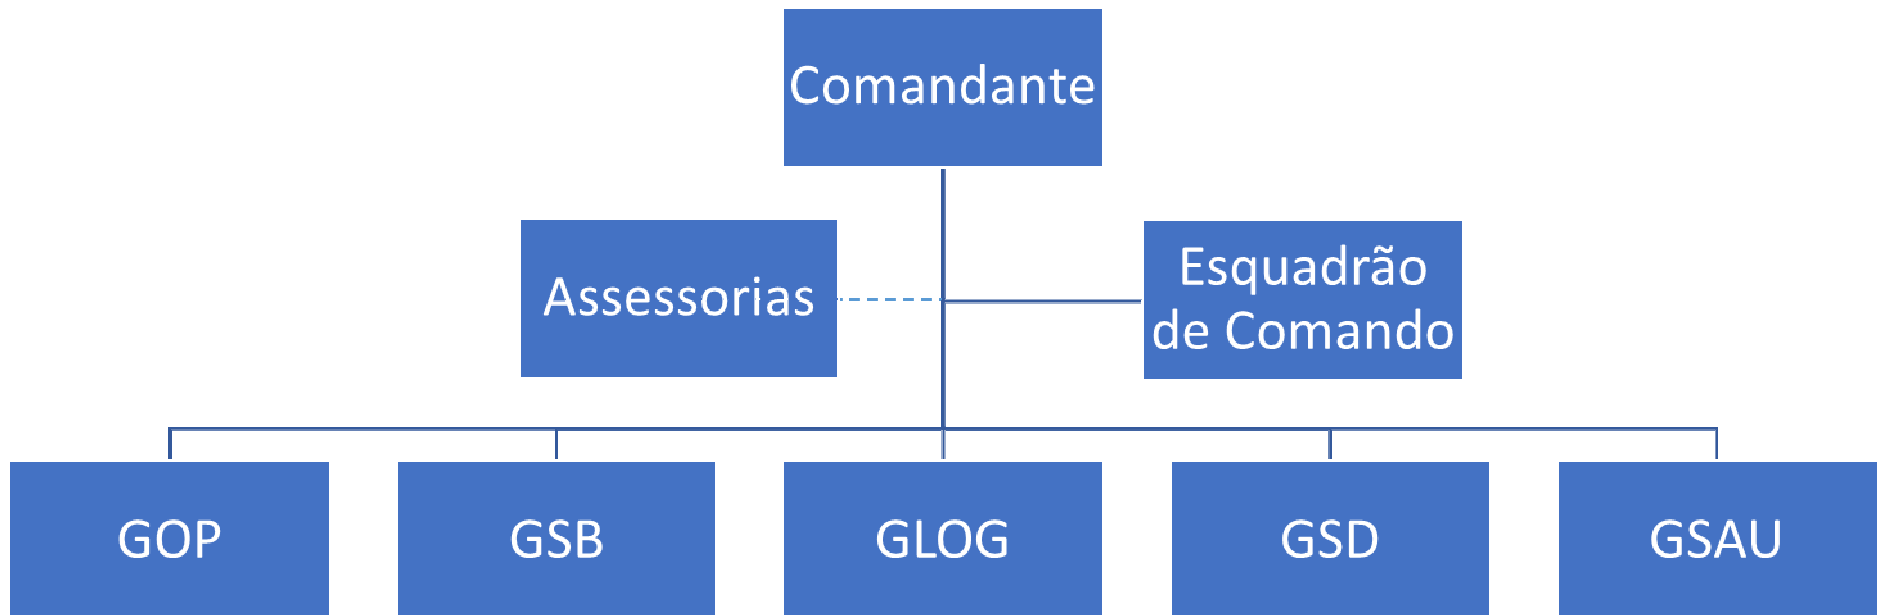 Comandante
Assessorias
Esquadrão
de Comando
GOP
GSB
GLOG
GSD
GSAU